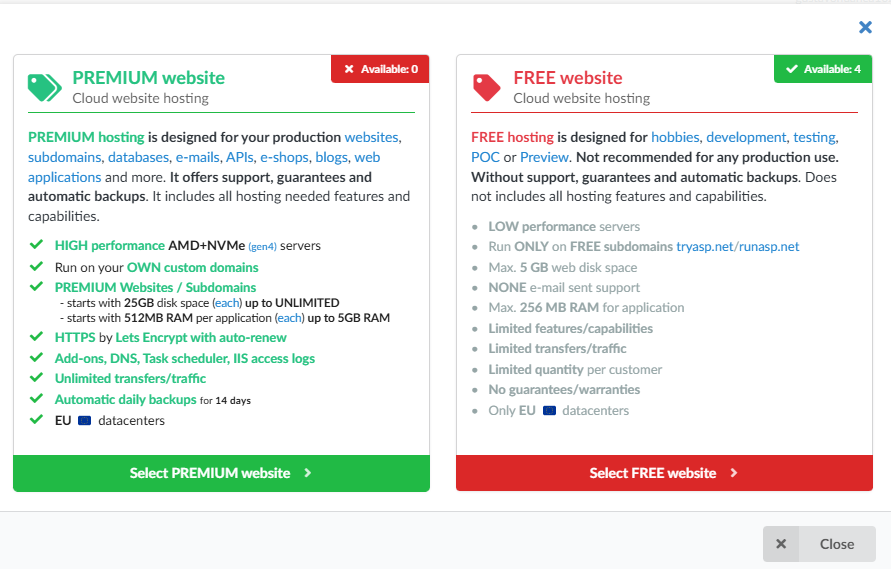 Available: 0
PREMIUM website
Cloud website hosting
PREMIUM hosting is designed for your production websites,
subdomains, databases, e-mails, APIs, e-shops, blogs, web
applications and more. It offers support, guarantees and
automatic backups. It includes all hosting needed features and
capabilities.
HIGH performance AMD+NVMe (gen4) servers
Run on your OWN custom domains
PREMIUM Websites / Subdomains
- starts with 25GB disk space (each) up to UNLIMITED
- starts with 512MB RAM per application (each) up to 5GB RAM
HTTPS by Lets Encrypt with auto-renew
Add-ons, DNS, Task scheduler, IIS access logs
Unlimited transfers/traffic
Automatic daily backups for 14 days
EU datacenters
Select PREMIUM website
Available: 4
FREE website
Cloud website hosting
FREE hosting is designed for hobbies, development, testing,
POC or Preview. Not recommended for any production use.
Without support, guarantees and automatic backups. Does
not includes all hosting features and capabilities.
• LOW performance servers
• Run ONLY on FREE subdomains tryasp.net/runasp.net
• Max. 5 GB web disk space
• NONE e-mail sent support
• Max. 256 MB RAM for application
• Limited features/capabilities
• Limited transfers/traffic
• Limited quantity per customer
• No guarantees/warranties
• Only EU datacenters
Select FREE website
Close